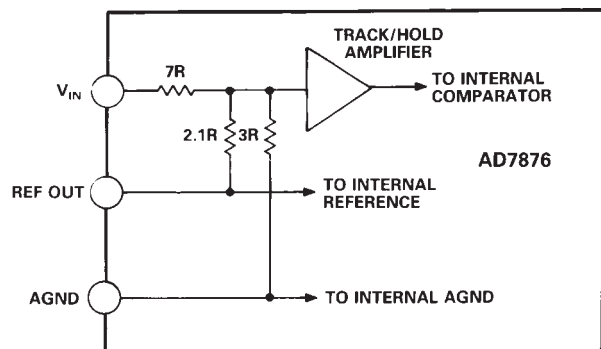 TRACK/HOLD
AMPLIFIER
7R
VIN
TO INTERNAL
COMPARATOR
2.1R
3R
AD7876
REF OUT
TO INTERNAL
REFERENCE
AGND
TO INTERNAL AGND